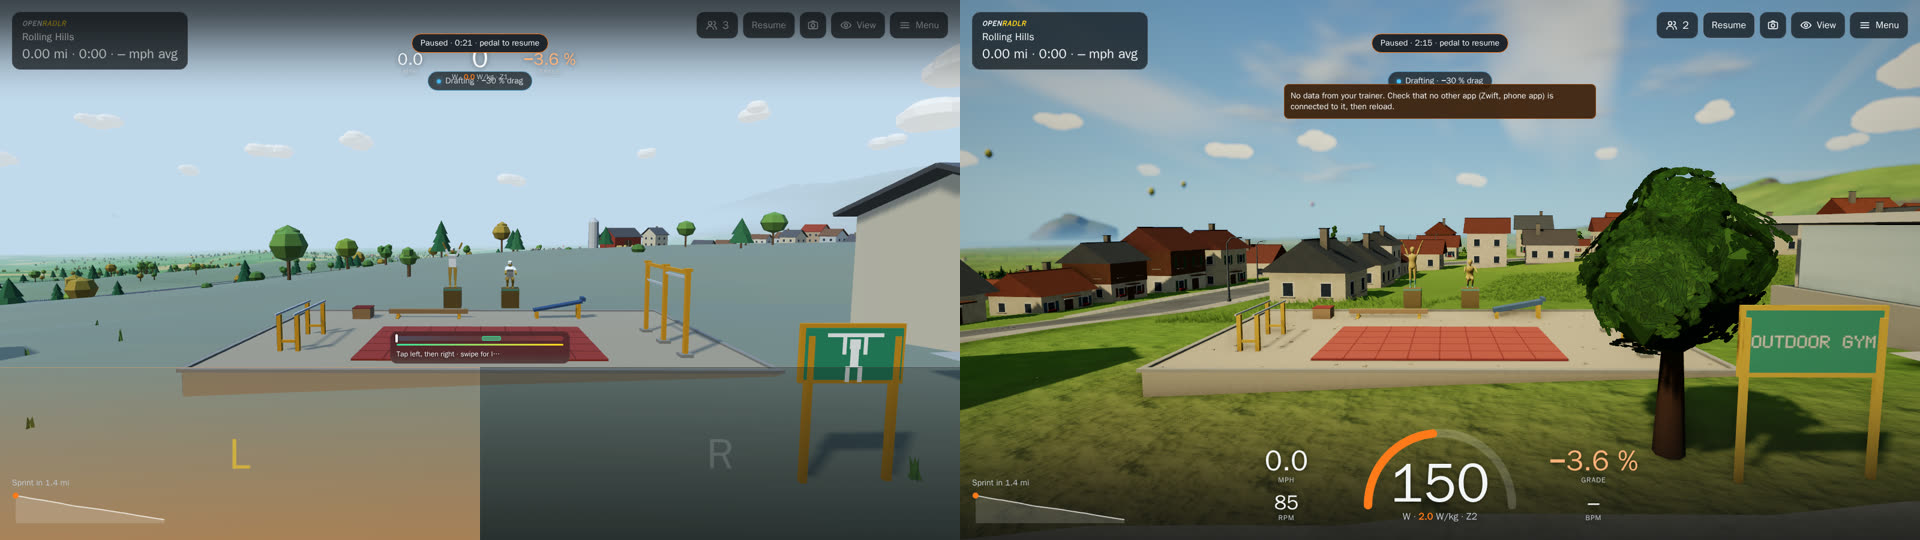 OPENRADLR
Rolling Hills
0.00 mi · 0:00 · – mph avg
3
Resume
View
Menu
Paused · 0:21 · pedal to resume
0.0
0
−3.6 %
Drafting · −30 % drag
Tap left, then right · swipe for l···
L
R
Sprint in 1.4 mi
OPENRADLR
Rolling Hills
0.00 mi · 0:00 · – mph avg
2
Resume
View
Menu
Paused · 2:15 · pedal to resume
Drafting · −30 % drag
No data from your trainer. Check that no other app (Zwift, phone app) is
connected to it, then reload.
OUTDOOR GYM
Sprint in 1.4 mi
0.0
MPH
85
RPM
150
W · 2.0 W/kg · Z2
−3.6 %
GRADE
–
BPM